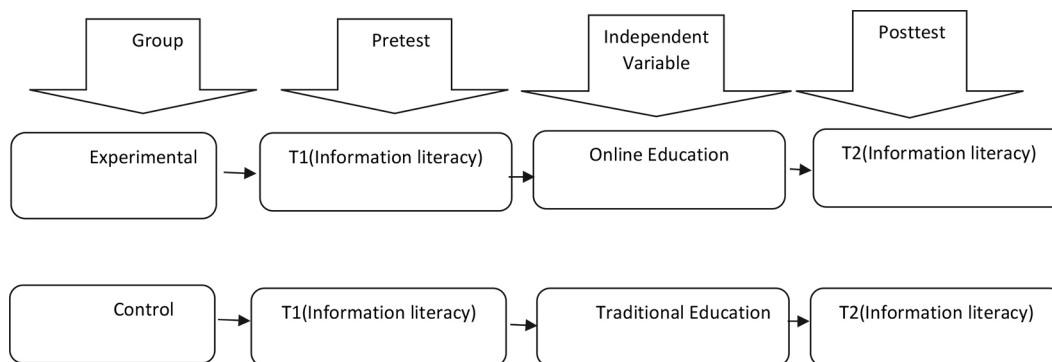 Group
Pretest
Independent
Variable
Posttest
Experimental
T1(Information literacy)
Online Education
T2(Information literacy)
Control
T1(Information literacy)
Traditional Education
T2(Information literacy)